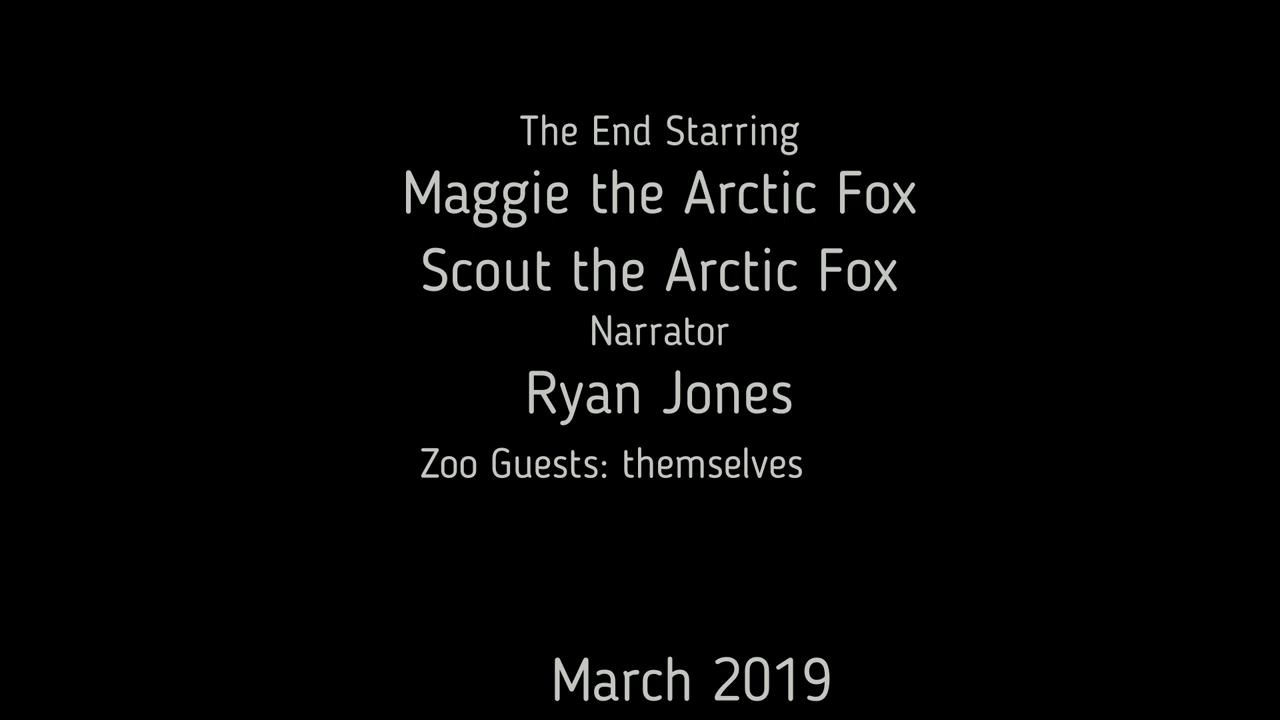 The End Starring
Maggie the Arctic Fox
Scout the Arctic Fox
Narrator
Ryan Jones
Zoo Guests: themselves
March 2019